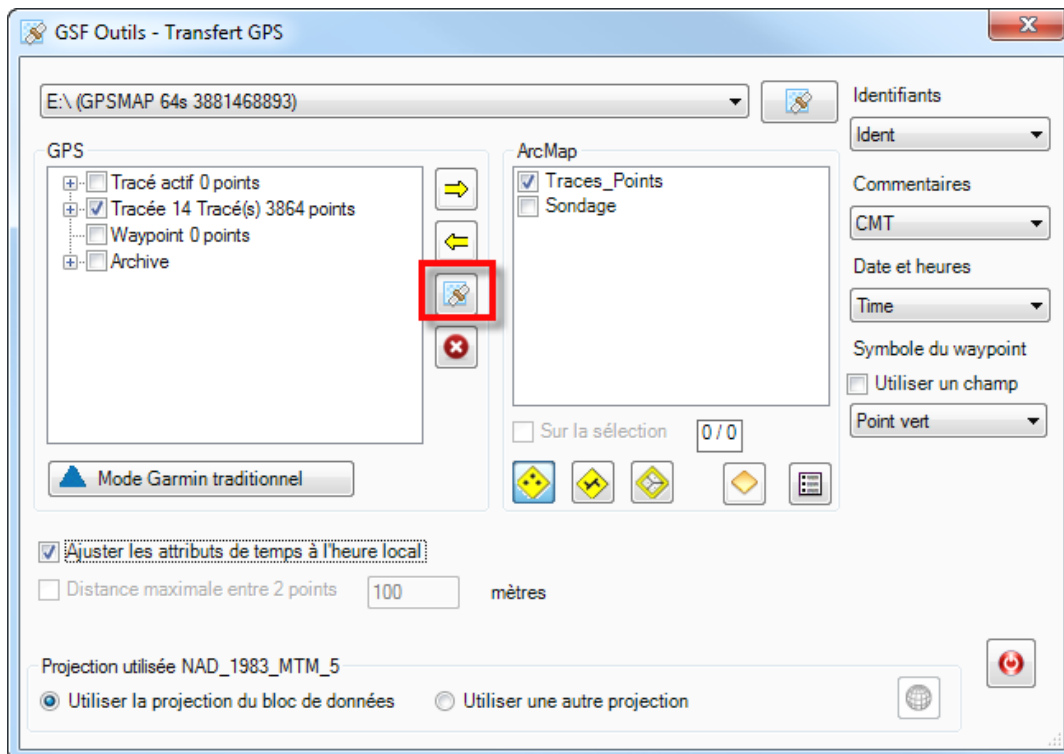 GSF Outils - Transfert GPS
E:\ (GPSMAP 64s 3881468893)
Identifiants
Ident
GPS
Tracé actif 0 points
Tracée 14 Tracé(s) 3864 points
Waypoint 0 points
Archive
Mode Garmin traditionnel
ArcMap
Traces_Points
Sondage
Sur la sélection
0 / 0
Commentaires
CMT
Date et heures
Time
Symbole du waypoint
Utiliser un champ
Point vert
Ajuster les attributs de temps à l'heure local
Distance maximale entre 2 points
100
mètres
Projection utilisée NAD_1983_MTM_5
Utiliser la projection du bloc de données
Utiliser une autre projection